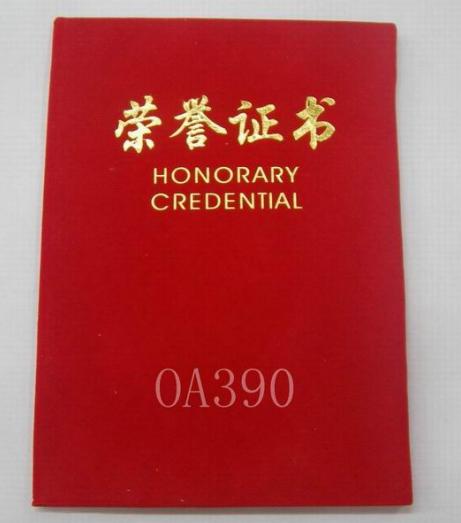 荣誉证书
HONORARY
CREDENTIAL
OA390